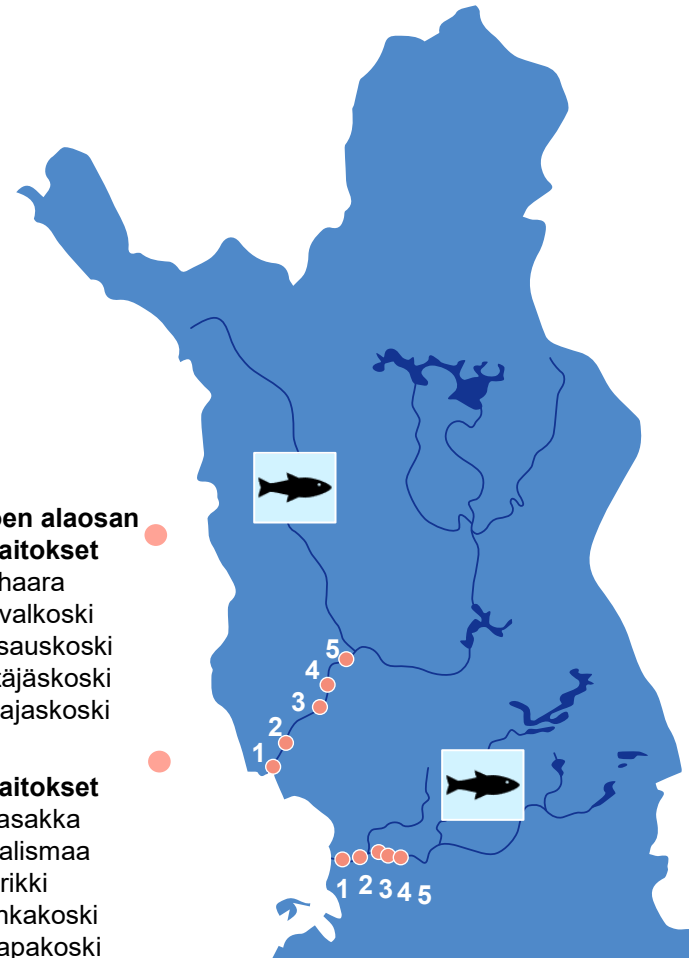 oen alaosan
aitokset
haara
valkoski
sauskoski
täjäskoski
ajaskoski
aitokset
asakka
alismaa
rikki
nkakoski
apakoski
5
4
3
2
1
1 2 3 4 5